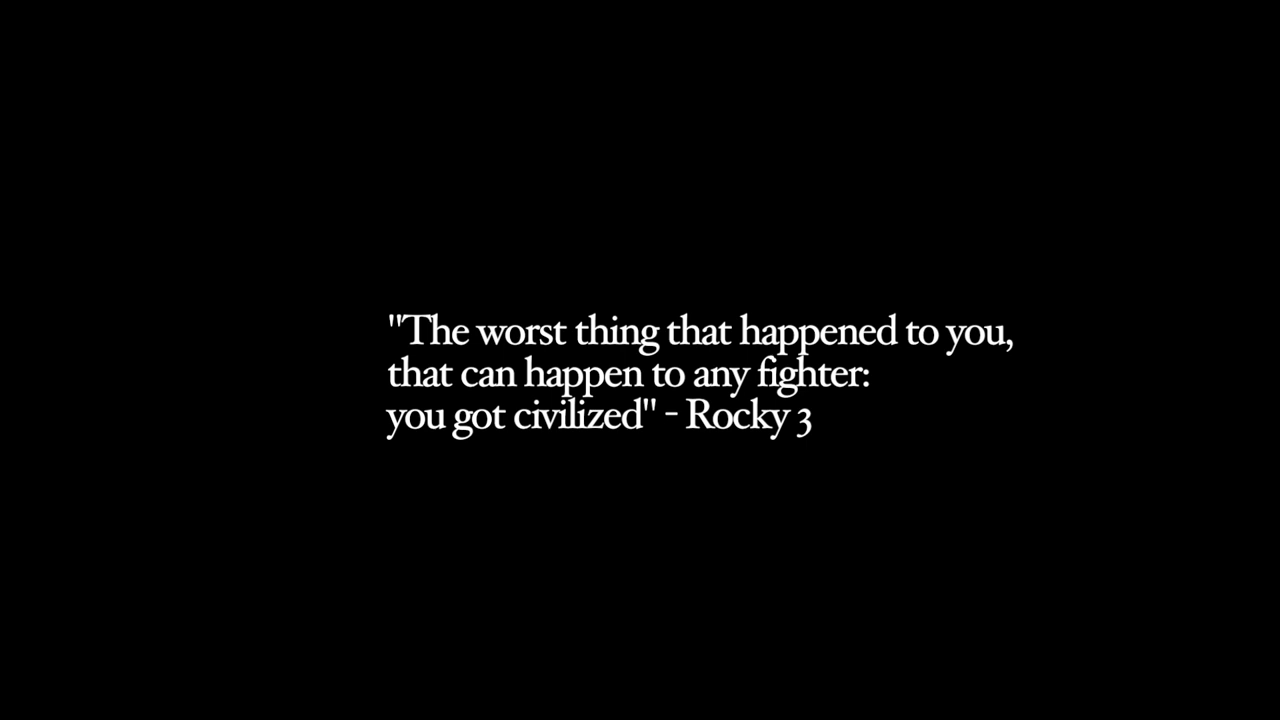 "The worst thing that happened to you,
that can happen to any fighter:
you got civilized" - Rocky 3